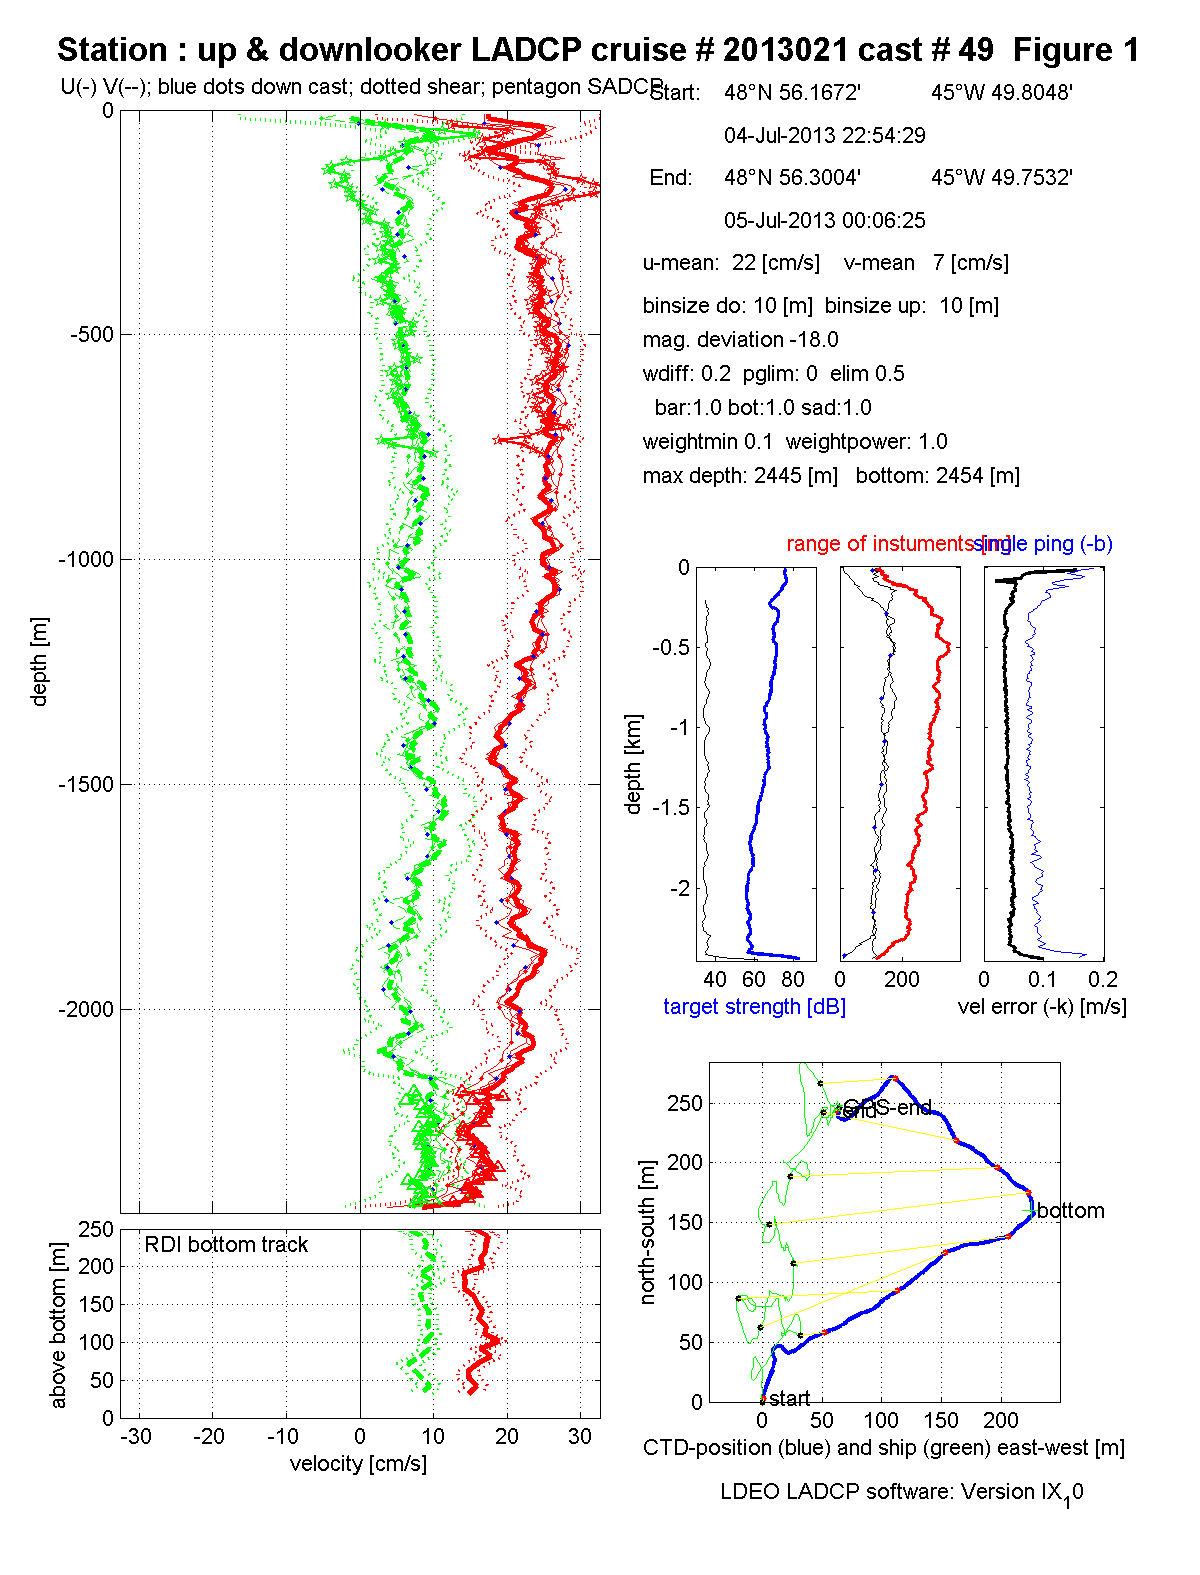 Station : up & downlooker LADCP cruise # 2013021 cast # 49 Figure 1
U(-) V(--); blue dots down cast; dotted shear; pentagon SADCP
Start: 48°N 56.1672' 45°W 49.8048'
04-Jul-2013 22:54:29
End: 48°N 56.3004' 45°W 49.7532'
05-Jul-2013 00:06:25
u-mean: 22 [cm/s] v-mean 7 [cm/s]
binsize do: 10 [m] binsize up: 10 [m]
mag. deviation -18.0
wdiff: 0.2 pglim: 0 elim 0.5
bar:1.0 bot:1.0 sad:1.0
weightmin 0.1 weightpower: 1.0
max depth: 2445 [m] bottom: 2454 [m]
0
-500
-1000
-1500
-2000
depth [m]
RDI bottom track
250
200
150
100
50
0
above bottom [m]
-30 -20 -10 0 10 20 30
velocity [cm/s]
range of instuments [m]
single ping (-b)
0
-0.5
-1
-1.5
-2
depth [km]
40 60 80
0 200
0 0.1 0.2
target strength [dB]
vel error (-k) [m/s]
GPS-end
end
bottom
start
250
200
150
100
50
0
north-south [m]
0 50 100 150 200
CTD-position (blue) and ship (green) east-west [m]
LDEO LADCP software: Version IX10